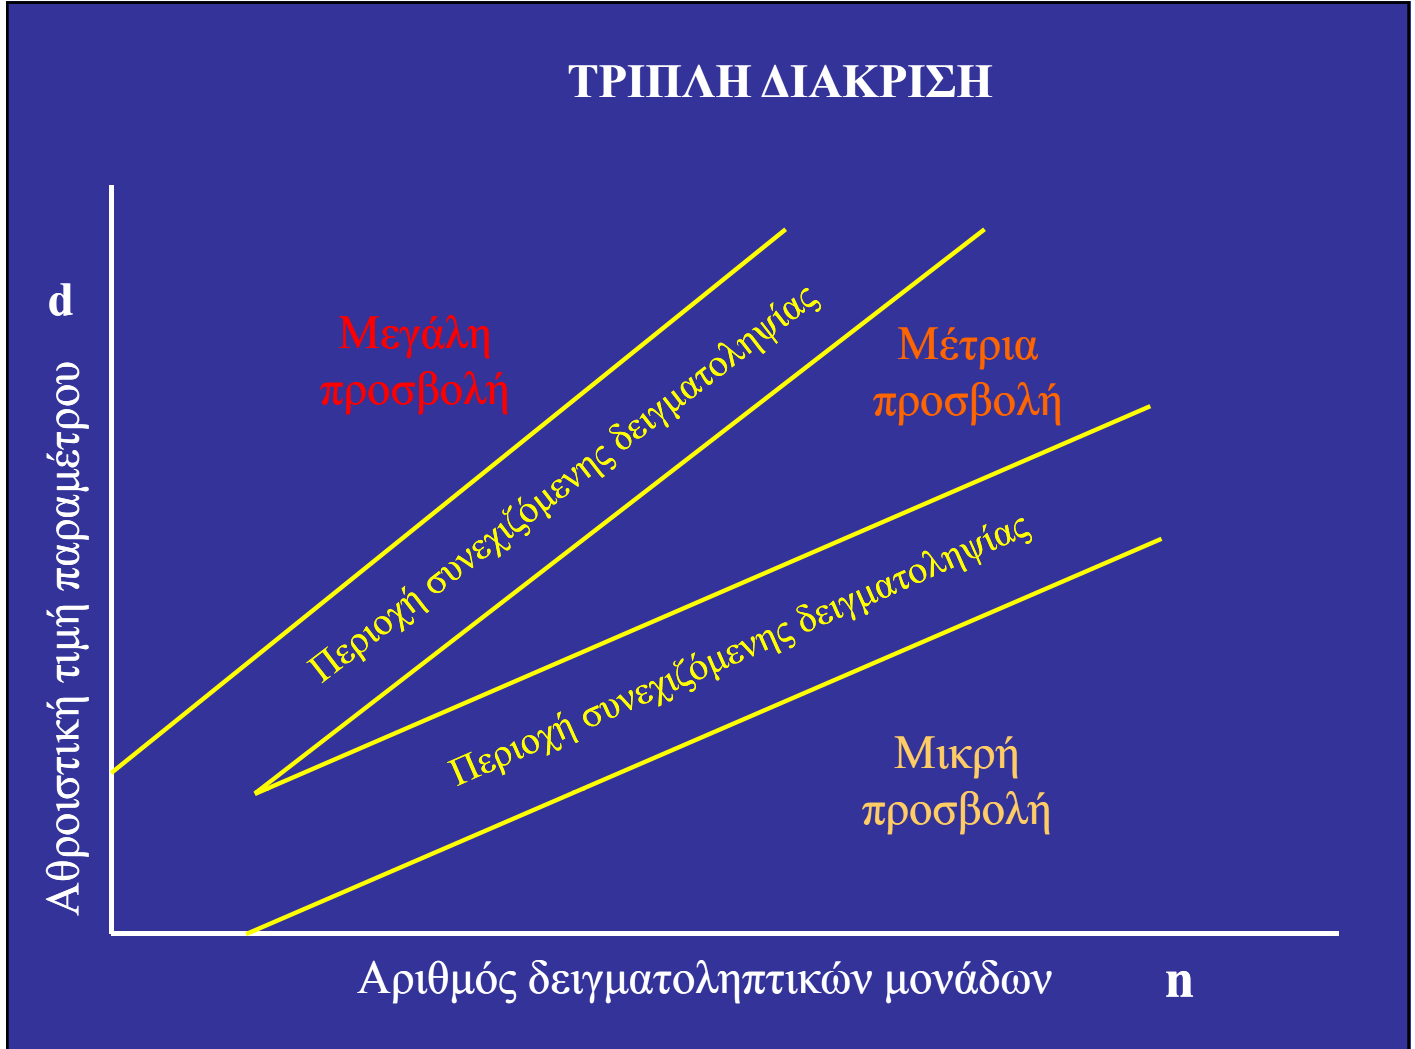 ΤΡΙΠΛΗ ΔΙΑΚΡΙΣΗ
d
Αθροιστική τιμή παραμέτρου
Μεγάλη
προσβολή
Περιοχή συνεχιζόμενης δειγματοληψίας
Μέτρια
προσβολή
Περιοχή συνεχιζόμενης δειγματοληψίας
Μικρή
προσβολή
Αριθμός δειγματοληπτικών μονάδων n